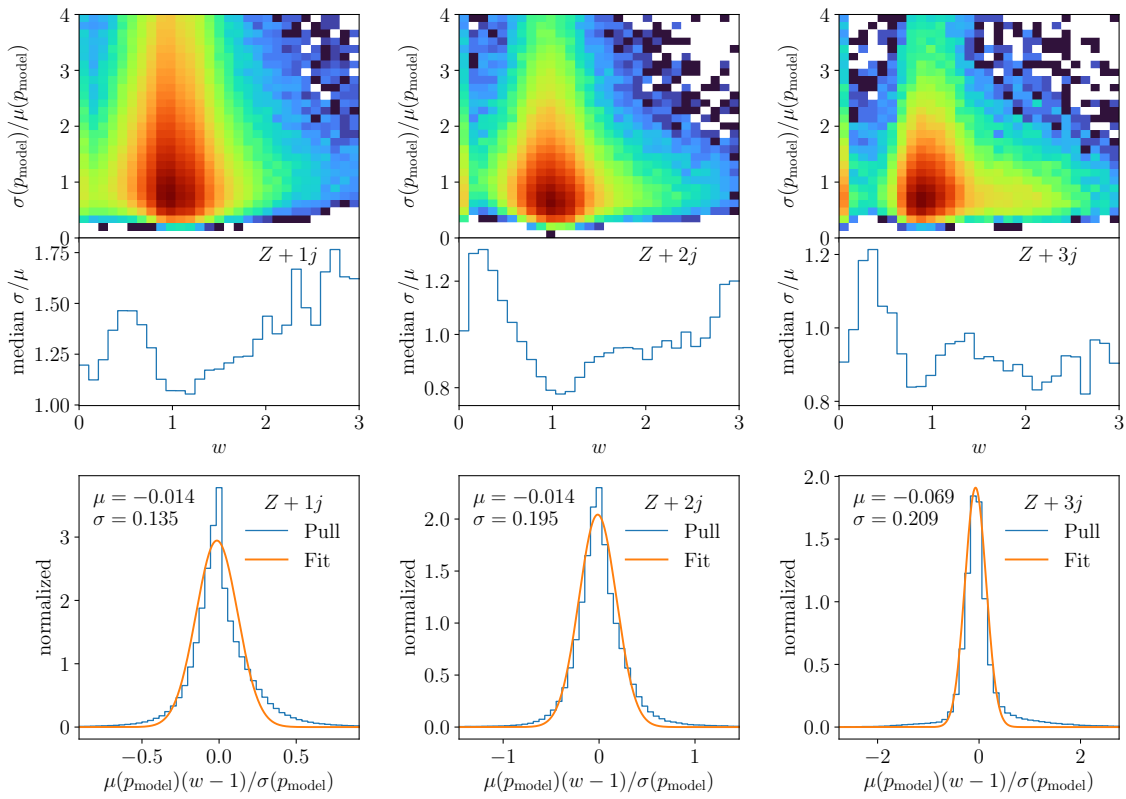 σ(p_model)/μ(p_model)
4
3
2
1
0
σ(p_model)/μ(p_model)
4
3
2
1
0
σ(p_model)/μ(p_model)
4
3
2
1
0
median σ/μ
1.75
1.50
1.25
1.00
Z + 1j
0
1
2
3
w
median σ/μ
1.2
1.0
0.8
Z + 2j
0
1
2
3
w
median σ/μ
1.2
1.0
0.8
Z + 3j
0
1
2
3
w
normalized
3
2
1
0
μ = −0.014
σ = 0.135
Z + 1j
Pull
Fit
−0.5
0.0
0.5
μ(p_model)(w − 1)/σ(p_model)
normalized
2.0
1.5
1.0
0.5
0.0
μ = −0.014
σ = 0.195
Z + 2j
Pull
Fit
−1
0
1
μ(p_model)(w − 1)/σ(p_model)
normalized
2.0
1.5
1.0
0.5
0.0
μ = −0.069
σ = 0.209
Z + 3j
Pull
Fit
−2
0
2
μ(p_model)(w − 1)/σ(p_model)